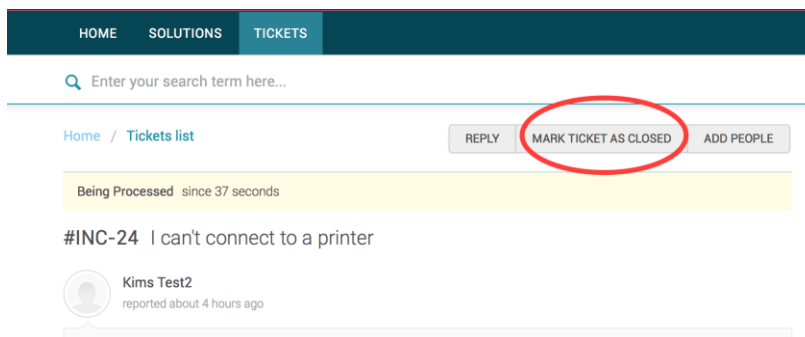 HOME SOLUTIONS TICKETS
Enter your search term here...
Home / Tickets list REPLY MARK TICKET AS CLOSED ADD PEOPLE
Being Processed since 37 seconds
#INC-24 I can't connect to a printer
Kims Test2
reported about 4 hours ago